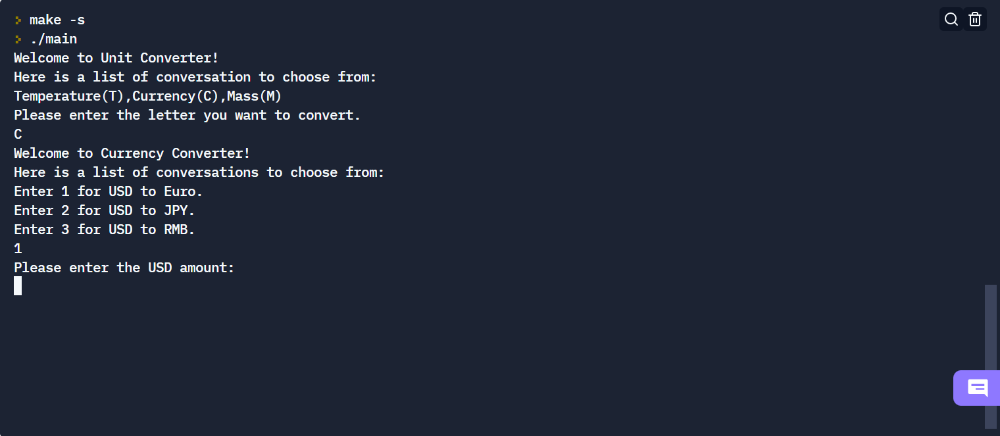 make -s
./main
Welcome to Unit Converter!
Here is a list of conversation to choose from:
Temperature(T),Currency(C),Mass(M)
Please enter the letter you want to convert.
C
Welcome to Currency Converter!
Here is a list of conversations to choose from:
Enter 1 for USD to Euro.
Enter 2 for USD to JPY.
Enter 3 for USD to RMB.
1
Please enter the USD amount: